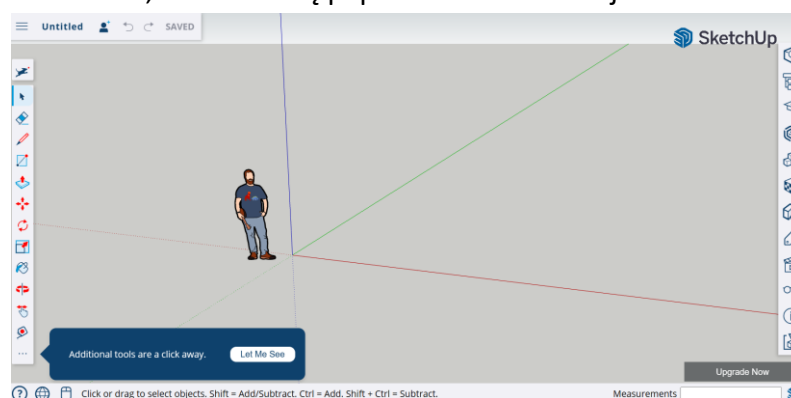 Untitled SAVED
SketchUp
Additional tools are a click away. Let Me See
Upgrade Now
Click or drag to select objects. Shift = Add/Subtract. Ctrl = Add. Shift + Ctrl = Subtract. Measurements